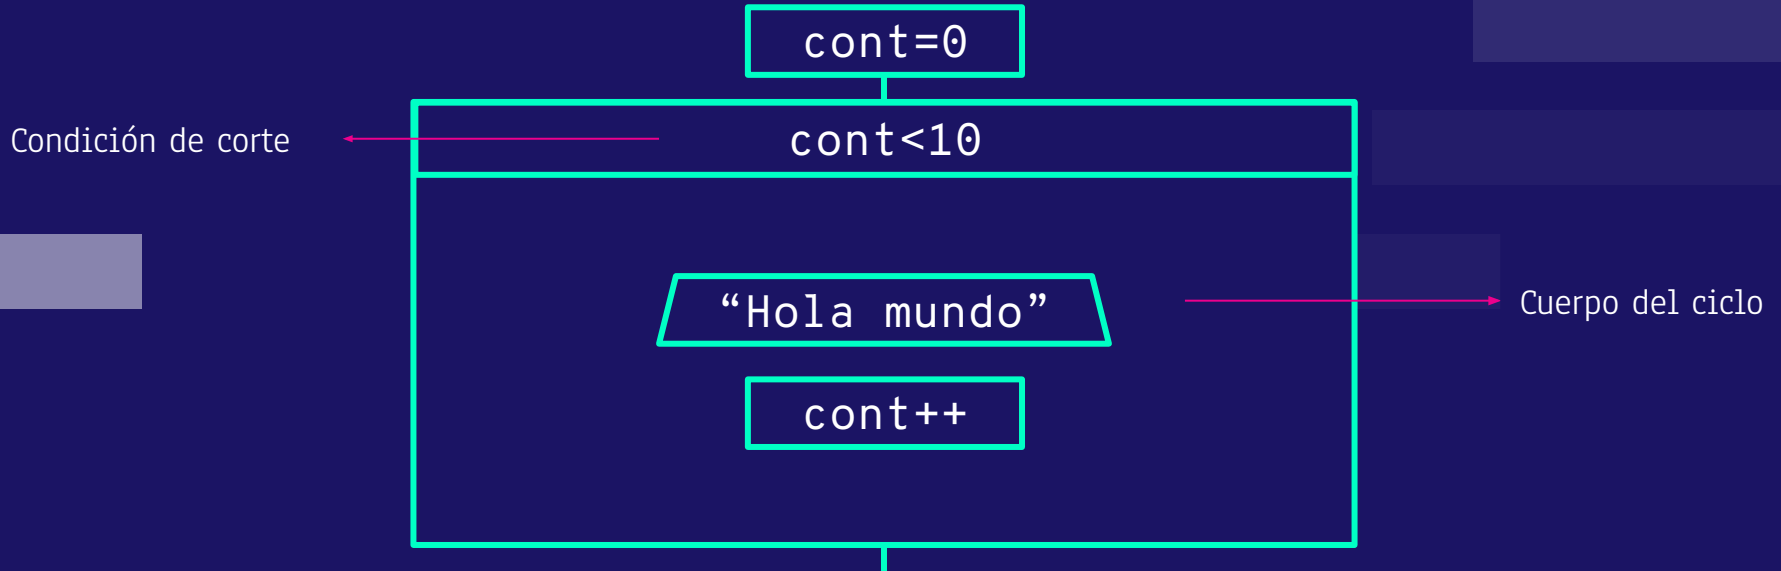 cont=0
Condición de corte
cont<10
“Hola mundo”
Cuerpo del ciclo
cont++